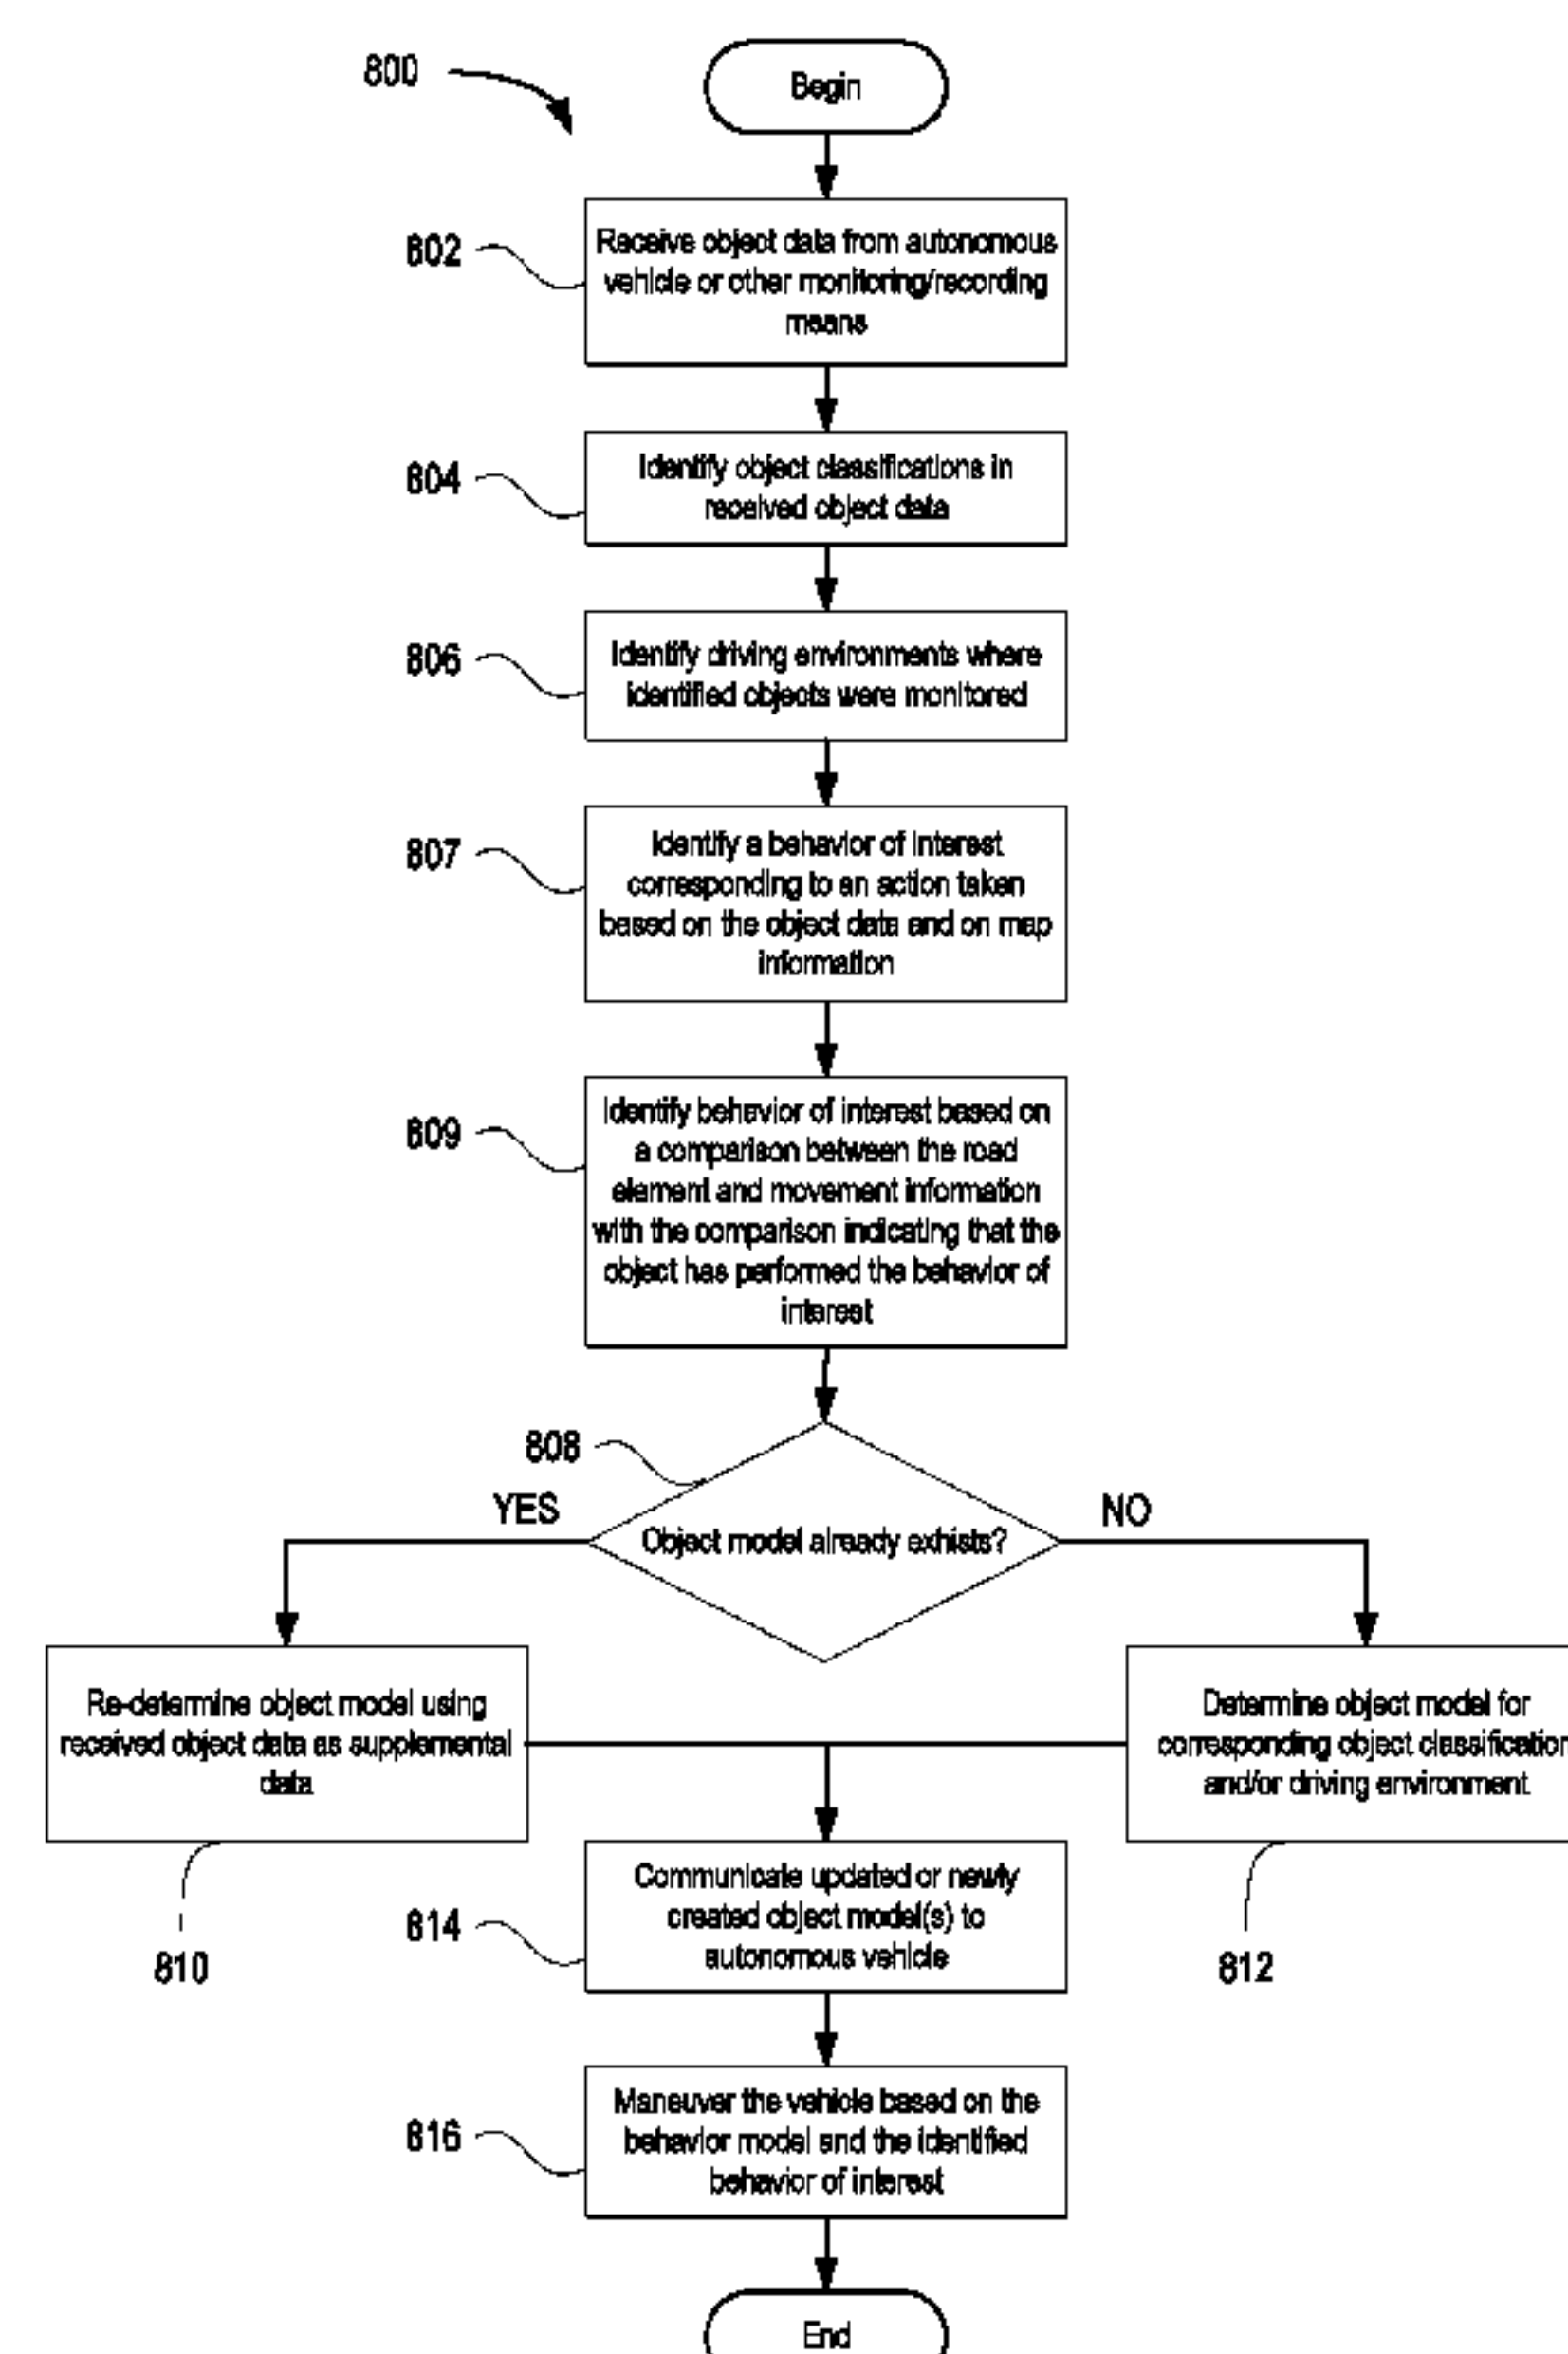 800
Begin
802
Receive object data from autonomous
vehicle or other monitoring/recording
means
804
Identify object classifications in
received object data
806
Identify driving environments where
identified objects were monitored
807
Identify a behavior of interest
corresponding to an action taken
based on the object data and on map
information
809
Identify behavior of interest based on
a comparison between the road
element and movement information
with the comparison indicating that the
object has performed the behavior of
interest
808
YES
NO
Object model already exhists?
Re-determine object model using
received object data as supplemental
data
Determine object model for
corresponding object classification
and/or driving environment
810
812
814
Communicate updated or newly
created object model(s) to
autonomous vehicle
816
Maneuver the vehicle based on the
behavior model and the identified
behavior of interest
End